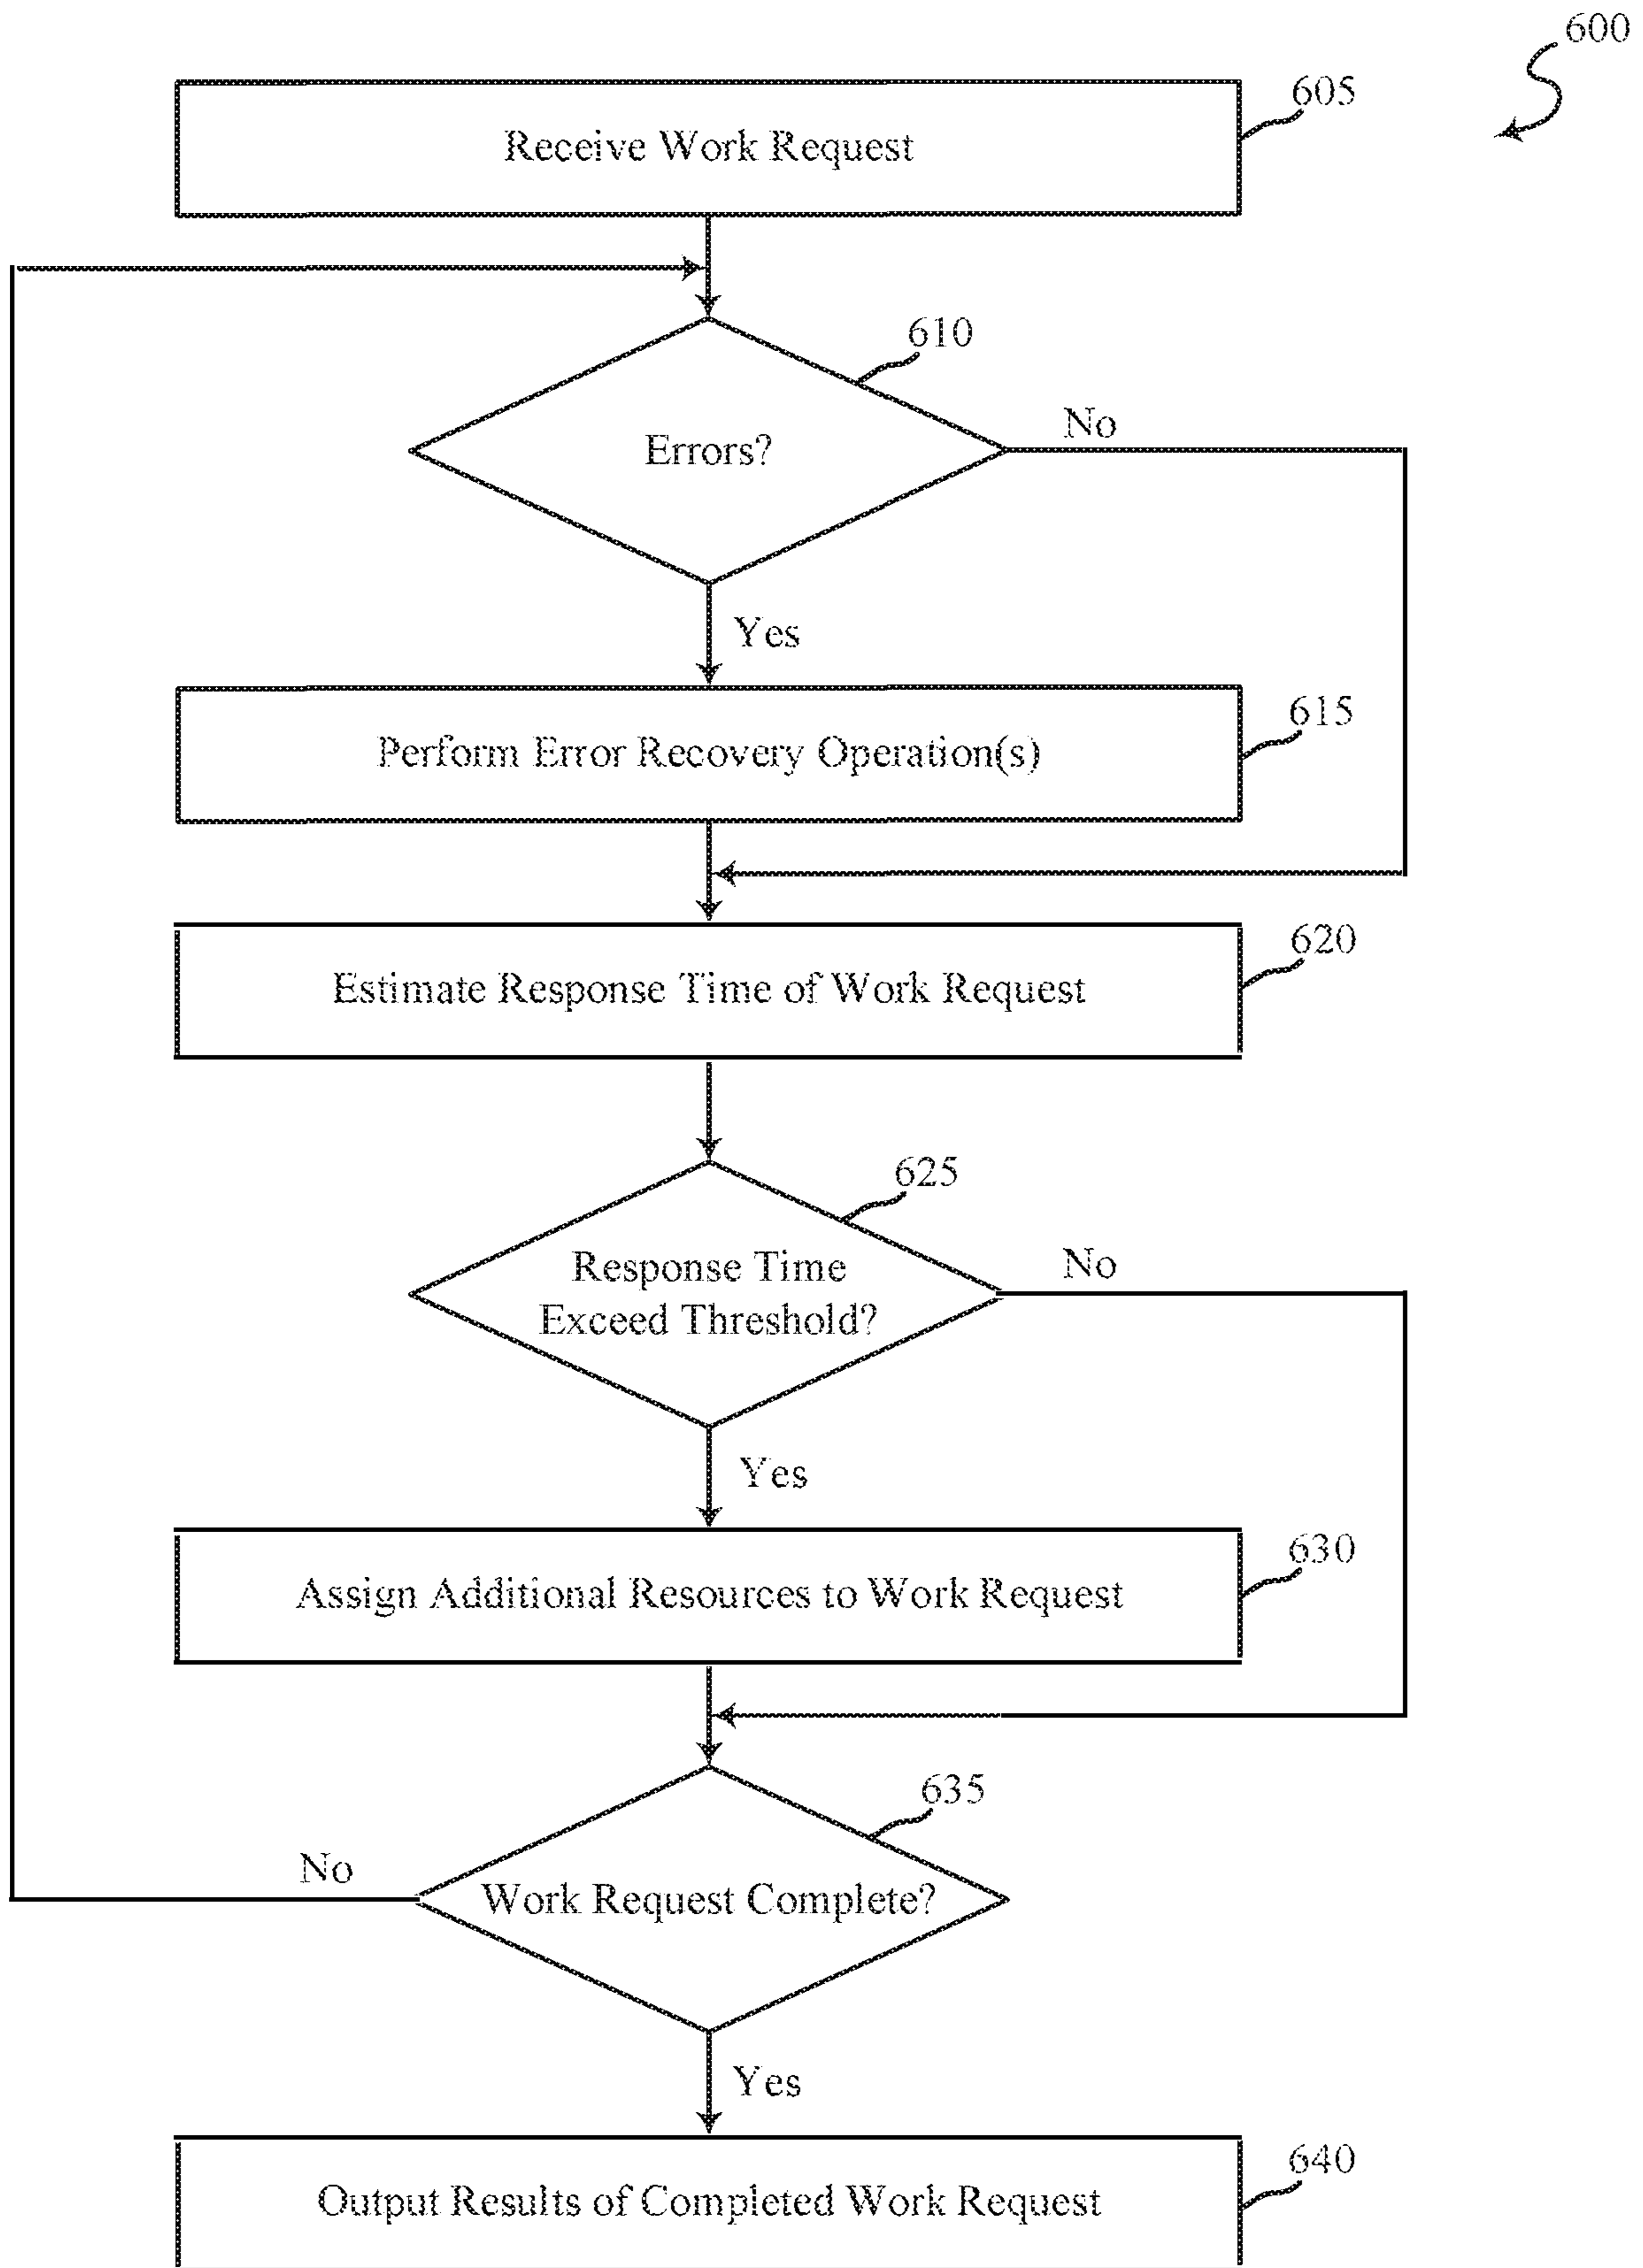 600
605
Receive Work Request
610
Errors?
No
Yes
615
Perform Error Recovery Operation(s)
620
Estimate Response Time of Work Request
625
Response Time
Exceed Threshold?
No
Yes
630
Assign Additional Resources to Work Request
635
No
Work Request Complete?
Yes
640
Output Results of Completed Work Request